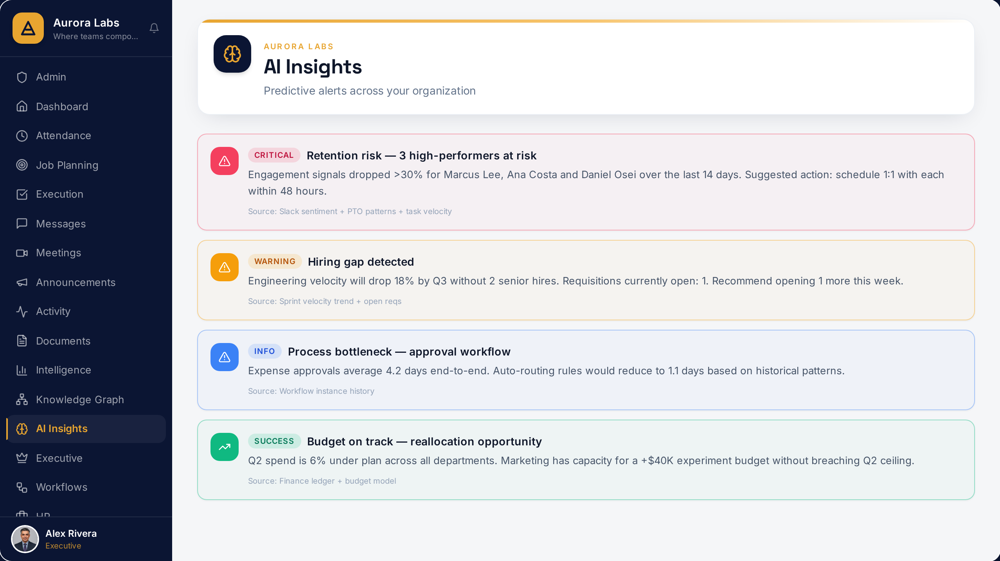 Aurora Labs
Where teams compo...
Admin
Dashboard
Attendance
Job Planning
Execution
Messages
Meetings
Announcements
Activity
Documents
Intelligence
Knowledge Graph
AI Insights
Executive
Workflows
HR
Alex Rivera
Executive
AURORA LABS
AI Insights
Predictive alerts across your organization
CRITICAL Retention risk — 3 high-performers at risk
Engagement signals dropped >30% for Marcus Lee, Ana Costa and Daniel Osei over the last 14 days. Suggested action: schedule 1:1 with each
within 48 hours.
Source: Slack sentiment + PTO patterns + task velocity
WARNING Hiring gap detected
Engineering velocity will drop 18% by Q3 without 2 senior hires. Requisitions currently open: 1. Recommend opening 1 more this week.
Source: Sprint velocity trend + open reqs
INFO Process bottleneck — approval workflow
Expense approvals average 4.2 days end-to-end. Auto-routing rules would reduce to 1.1 days based on historical patterns.
Source: Workflow instance history
SUCCESS Budget on track — reallocation opportunity
Q2 spend is 6% under plan across all departments. Marketing has capacity for a +$40K experiment budget without breaching Q2 ceiling.
Source: Finance ledger + budget model